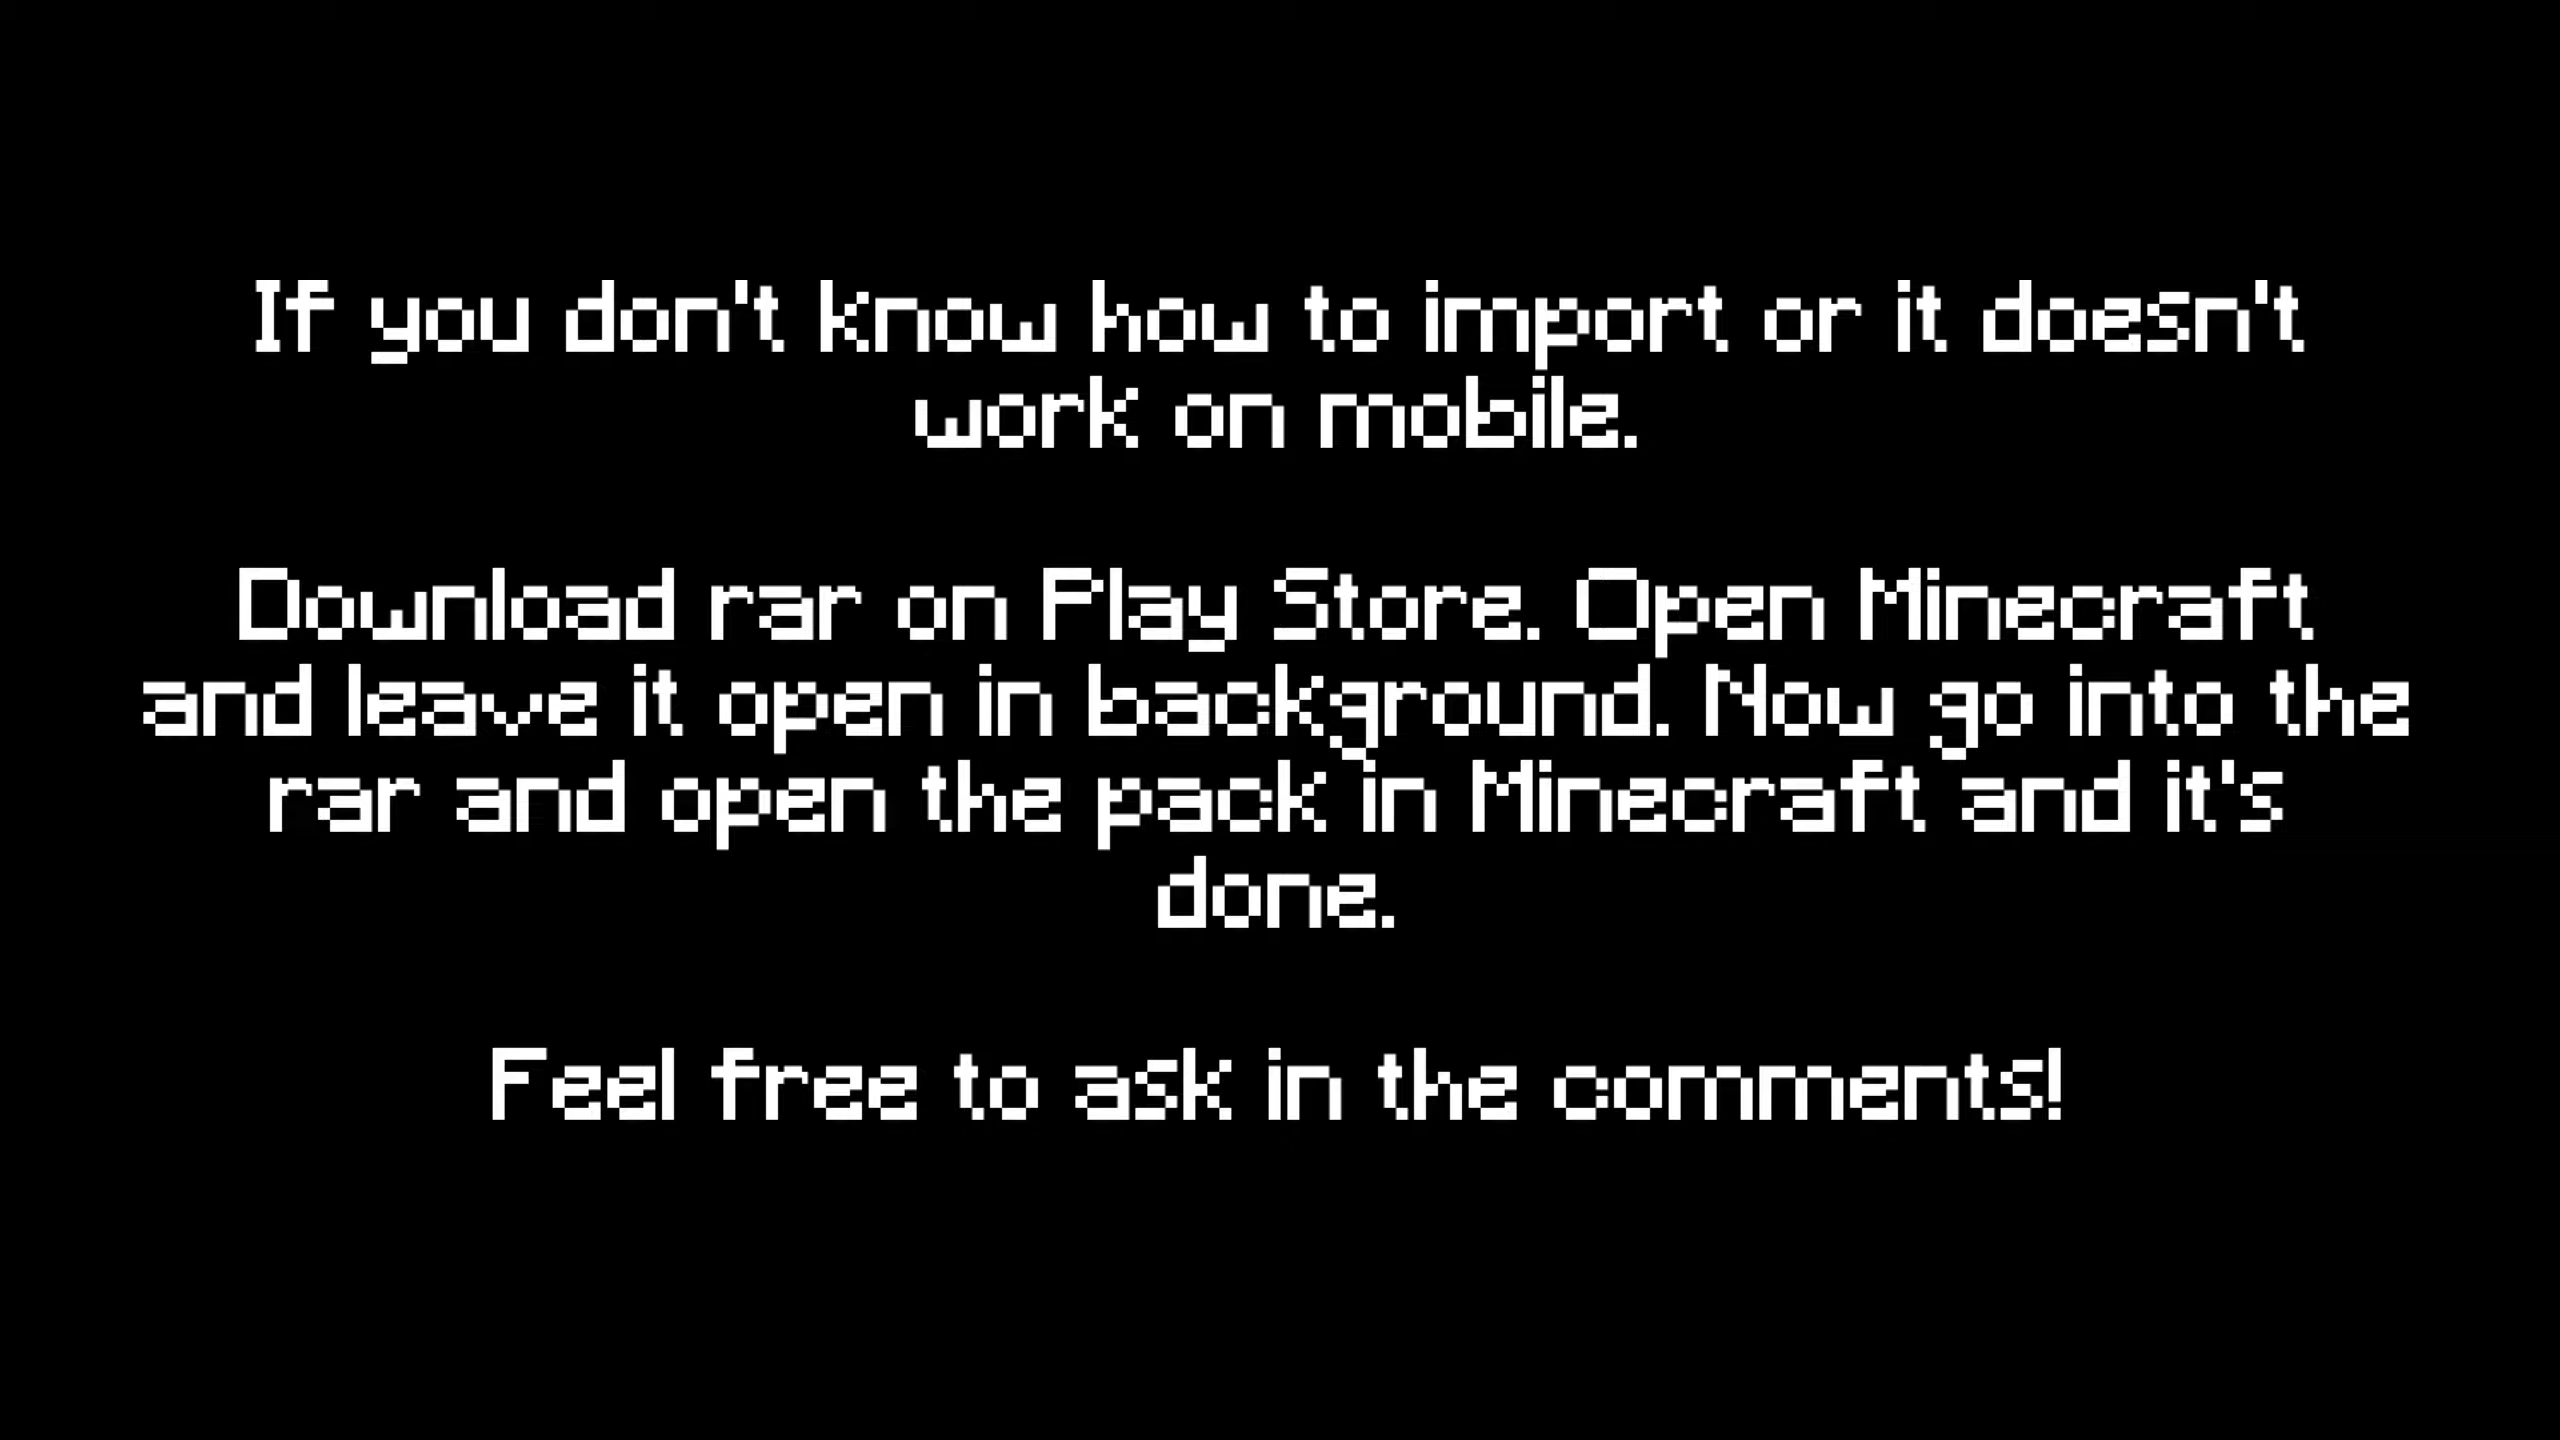 If you don't know how to import or it doesn't
work on mobile.
Download rar on Play Store. Open Minecraft
and leave it open in background. Now go into the
rar and open the pack in Minecraft and it's
done.
Feel free to ask in the comments!